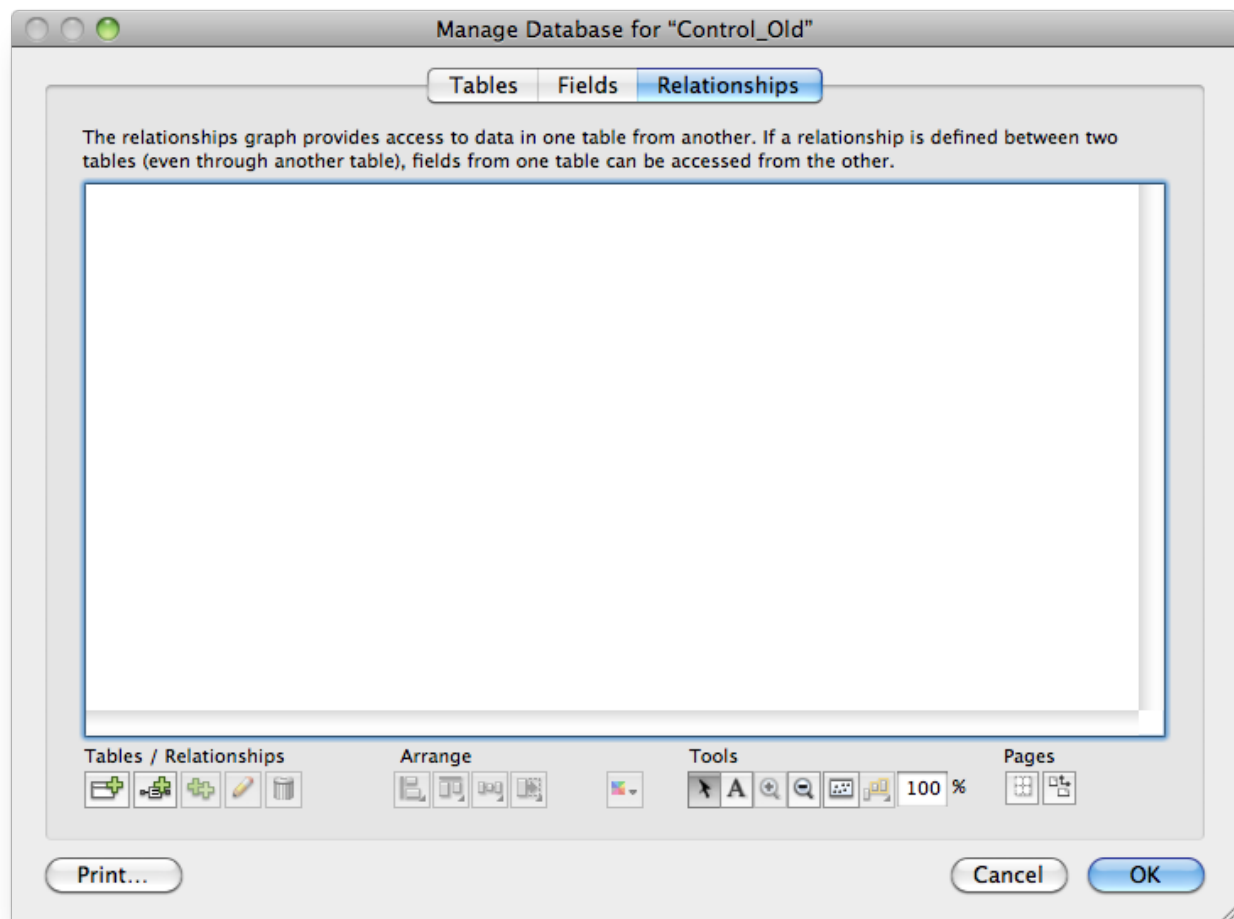 Manage Database for “Control_Old”
Tables Fields Relationships
The relationships graph provides access to data in one table from another. If a relationship is defined between two
tables (even through another table), fields from one table can be accessed from the other.
Tables / Relationships Arrange Tools Pages
A 100 %
Print... Cancel OK